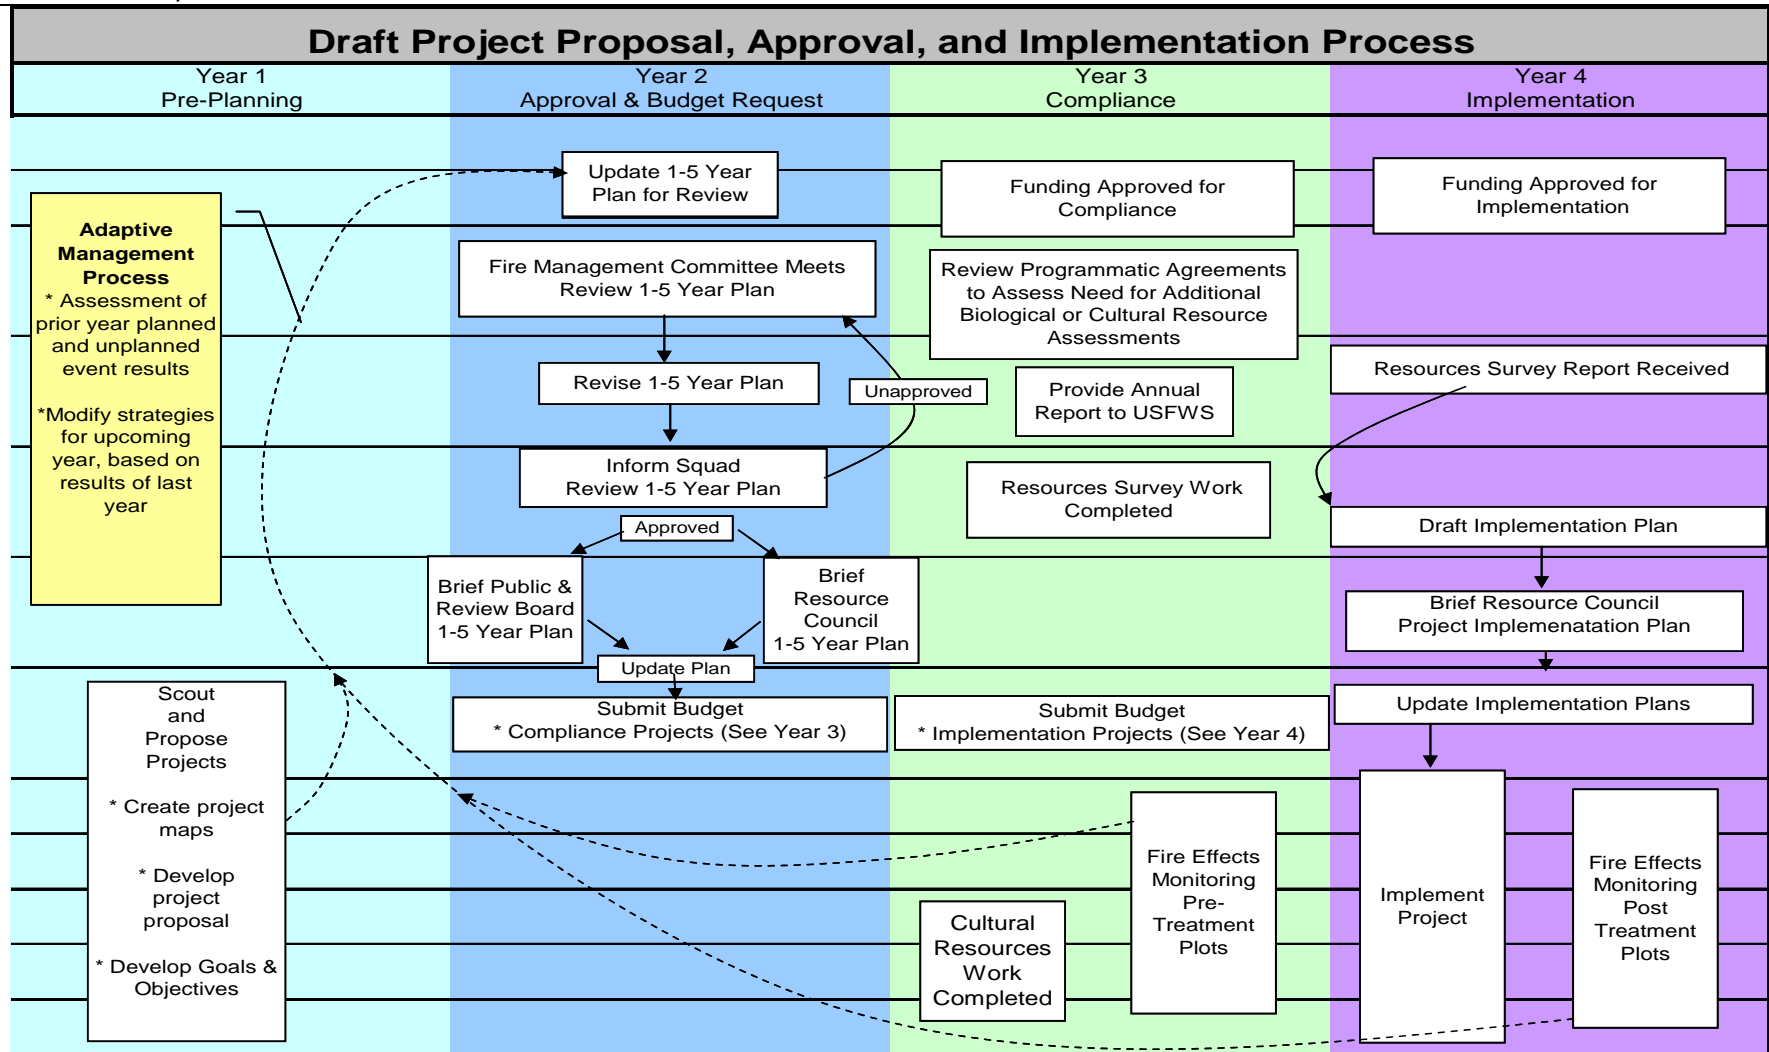 Draft Project Proposal, Approval, and Implementation Process
Year 1
Pre-Planning
Year 2
Approval & Budget Request
Year 3
Compliance
Year 4
Implementation
Adaptive
Management
Process
* Assessment of
prior year planned
and unplanned
event results
*Modify strategies
for upcoming
year, based on
results of last
year
Scout
and
Propose
Projects
* Create project
maps
* Develop
project
proposal
* Develop Goals &
Objectives
Update 1-5 Year
Plan for Review
Fire Management Committee Meets
Review 1-5 Year Plan
Revise 1-5 Year Plan
Unapproved
Inform Squad
Review 1-5 Year Plan
Approved
Brief Public &
Review Board
1-5 Year Plan
Brief
Resource
Council
1-5 Year Plan
Update Plan
Submit Budget
* Compliance Projects (See Year 3)
Funding Approved for
Compliance
Review Programmatic Agreements
to Assess Need for Additional
Biological or Cultural Resource
Assessments
Provide Annual
Report to USFWS
Resources Survey Work
Completed
Submit Budget
* Implementation Projects (See Year 4)
Cultural
Resources
Work
Completed
Fire Effects
Monitoring
Pre-
Treatment
Plots
Funding Approved for
Implementation
Resources Survey Report Received
Draft Implementation Plan
Brief Resource Council
Project Implemenatation Plan
Update Implementation Plans
Implement
Project
Fire Effects
Monitoring
Post
Treatment
Plots